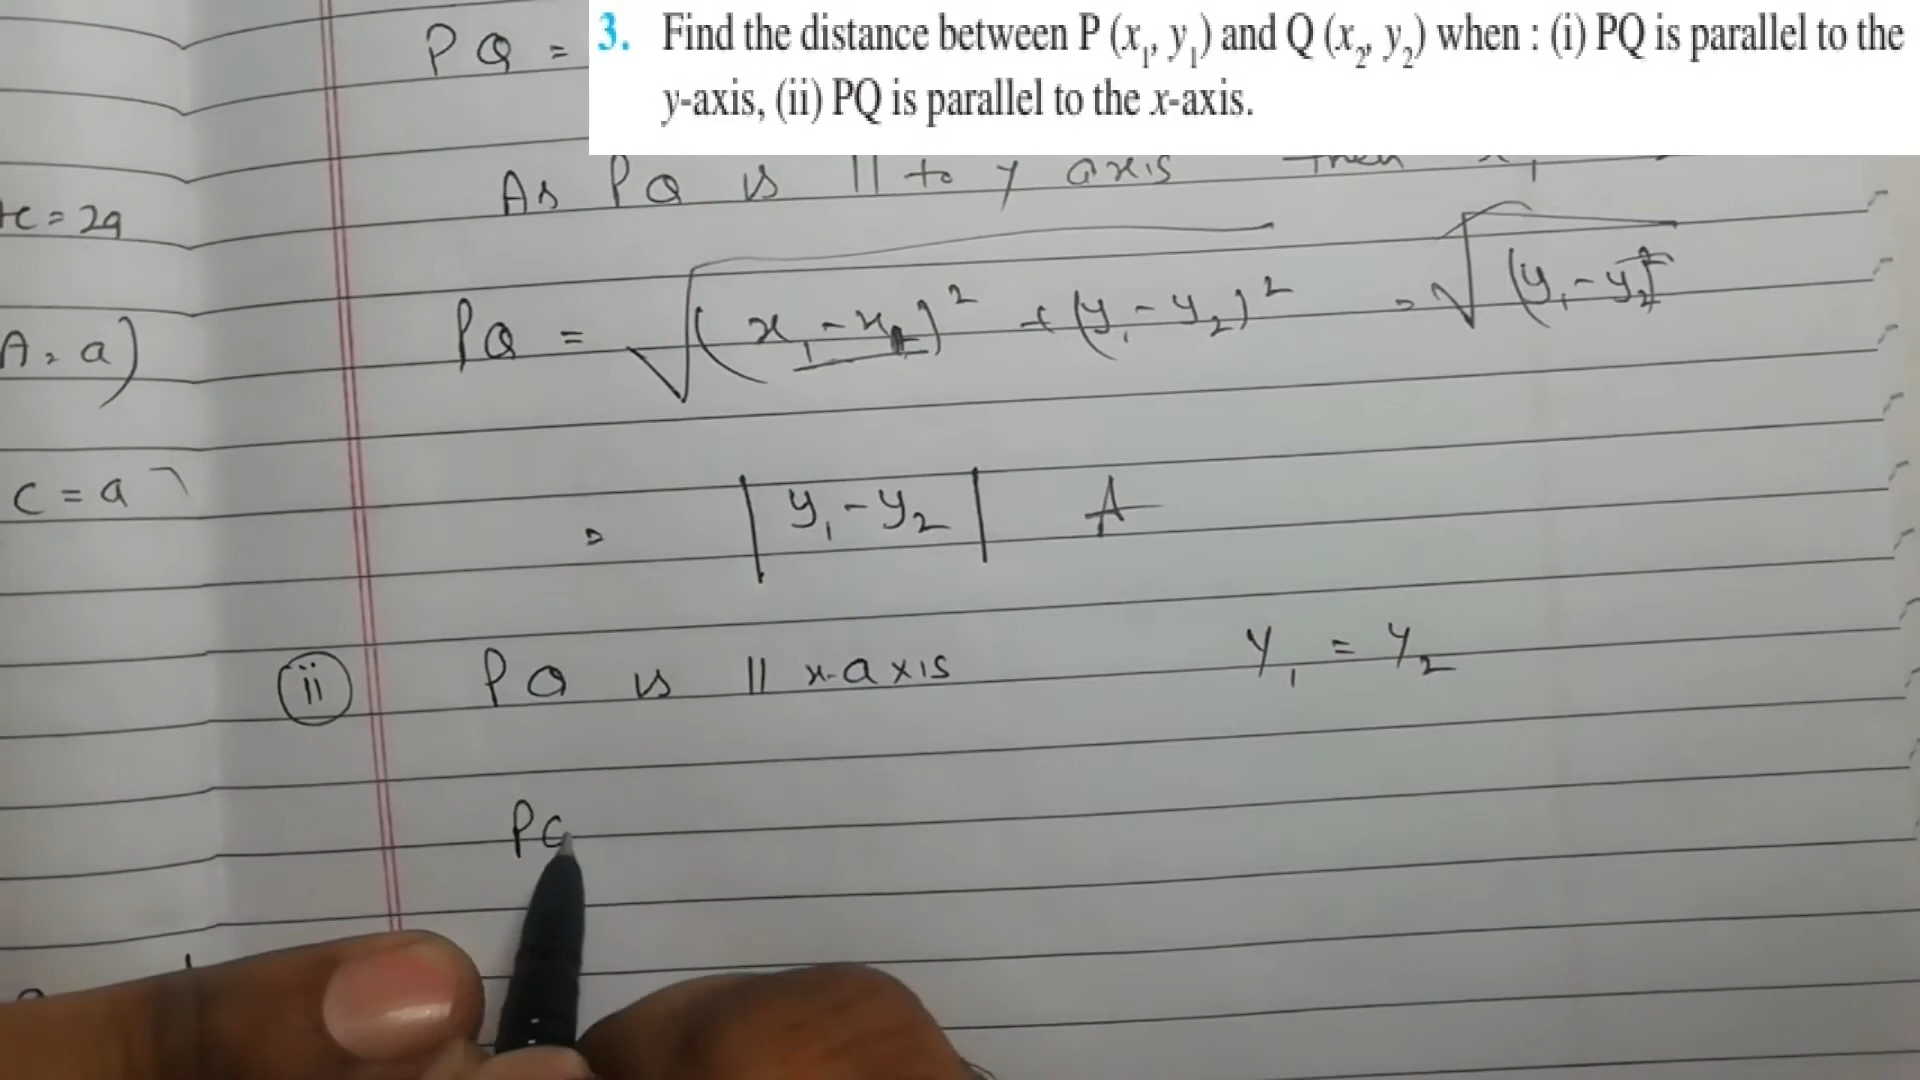 PQ =
3. Find the distance between P (x₁, y₁) and Q (x₂, y₂) when : (i) PQ is parallel to the
y-axis, (ii) PQ is parallel to the x-axis.
As PQ is || to y axis then x₁
+c = 2a
PQ = √(x₁ - x₂)² + (y₁ - y₂)² = √(y₁ - y₂)²
A, a)
= |y₁ - y₂| A
c = a
(ii) PQ is || x-axis y₁ = y₂
PQ